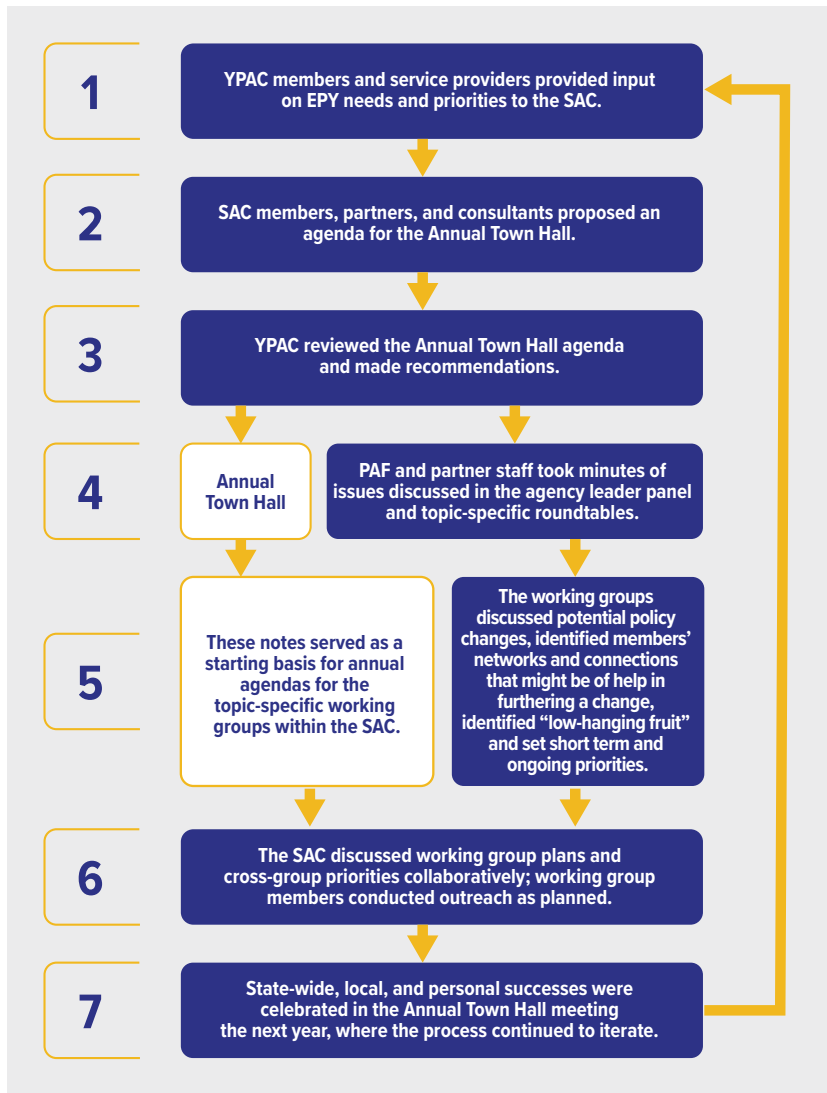 1
YPAC members and service providers provided input
on EPY needs and priorities to the SAC.
2
SAC members, partners, and consultants proposed an
agenda for the Annual Town Hall.
3
YPAC reviewed the Annual Town Hall agenda
and made recommendations.
4
Annual
Town Hall
PAF and partner staff took minutes of
issues discussed in the agency leader panel
and topic-specific roundtables.
5
These notes served as a
starting basis for annual
agendas for the
topic-specific working
groups within the SAC.
The working groups
discussed potential policy
changes, identified members’
networks and connections
that might be of help in
furthering a change,
identified “low-hanging fruit”
and set short term and
ongoing priorities.
6
The SAC discussed working group plans and
cross-group priorities collaboratively; working group
members conducted outreach as planned.
7
State-wide, local, and personal successes were
celebrated in the Annual Town Hall meeting
the next year, where the process continued to iterate.